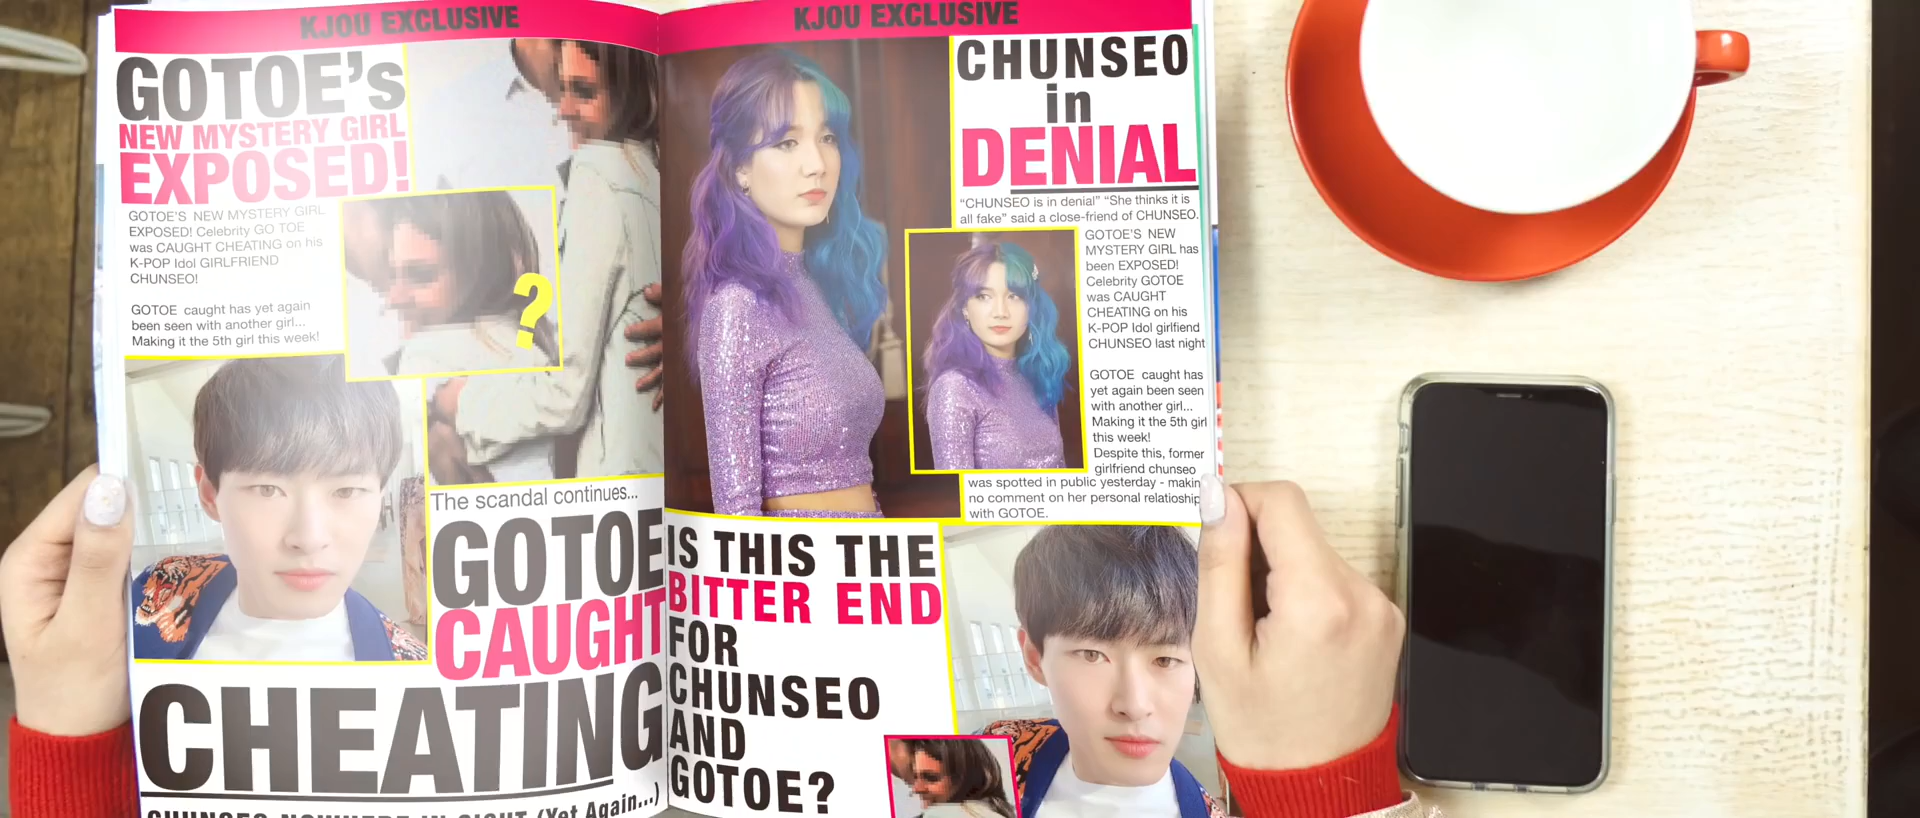 KJOU EXCLUSIVE
GOTOE's
NEW MYSTERY GIRL
EXPOSED!
GOTOE'S NEW MYSTERY GIRL
EXPOSED! Celebrity GO TOE
was CAUGHT CHEATING on his
K-POP Idol GIRLFRIEND
CHUNSEO!
GOTOE caught has yet again
been seen with another girl...
Making it the 5th girl this week!
?
The scandal continues...
GOTOE
CAUGHT
CHEATING
CHUNSEO NOWHERE IN SIGHT (Yet Again...)
KJOU EXCLUSIVE
CHUNSEO
in
DENIAL
"CHUNSEO is in denial" "She thinks it is
all fake" said a close-friend of CHUNSEO.
GOTOE'S NEW
MYSTERY GIRL has
been EXPOSED!
Celebrity GOTOE
was CAUGHT
CHEATING on his
K-POP Idol girlfiend
CHUNSEO last night
GOTOE caught has
yet again been seen
with another girl...
Making it the 5th girl
this week!
Despite this, former
girlfriend chunseo
was spotted in public yesterday - makin
no comment on her personal relatioship
with GOTOE.
IS THIS THE
BITTER END
FOR
CHUNSEO
AND
GOTOE?